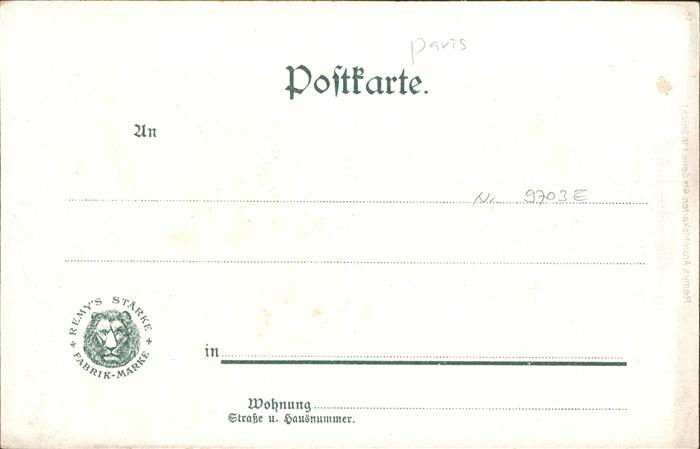 paris
Postkarte.
An
Nr. 9703E
REMY'S STÄRKE
FABRIK-MARKE
in
Wohnung
Straße u. Hausnummer.